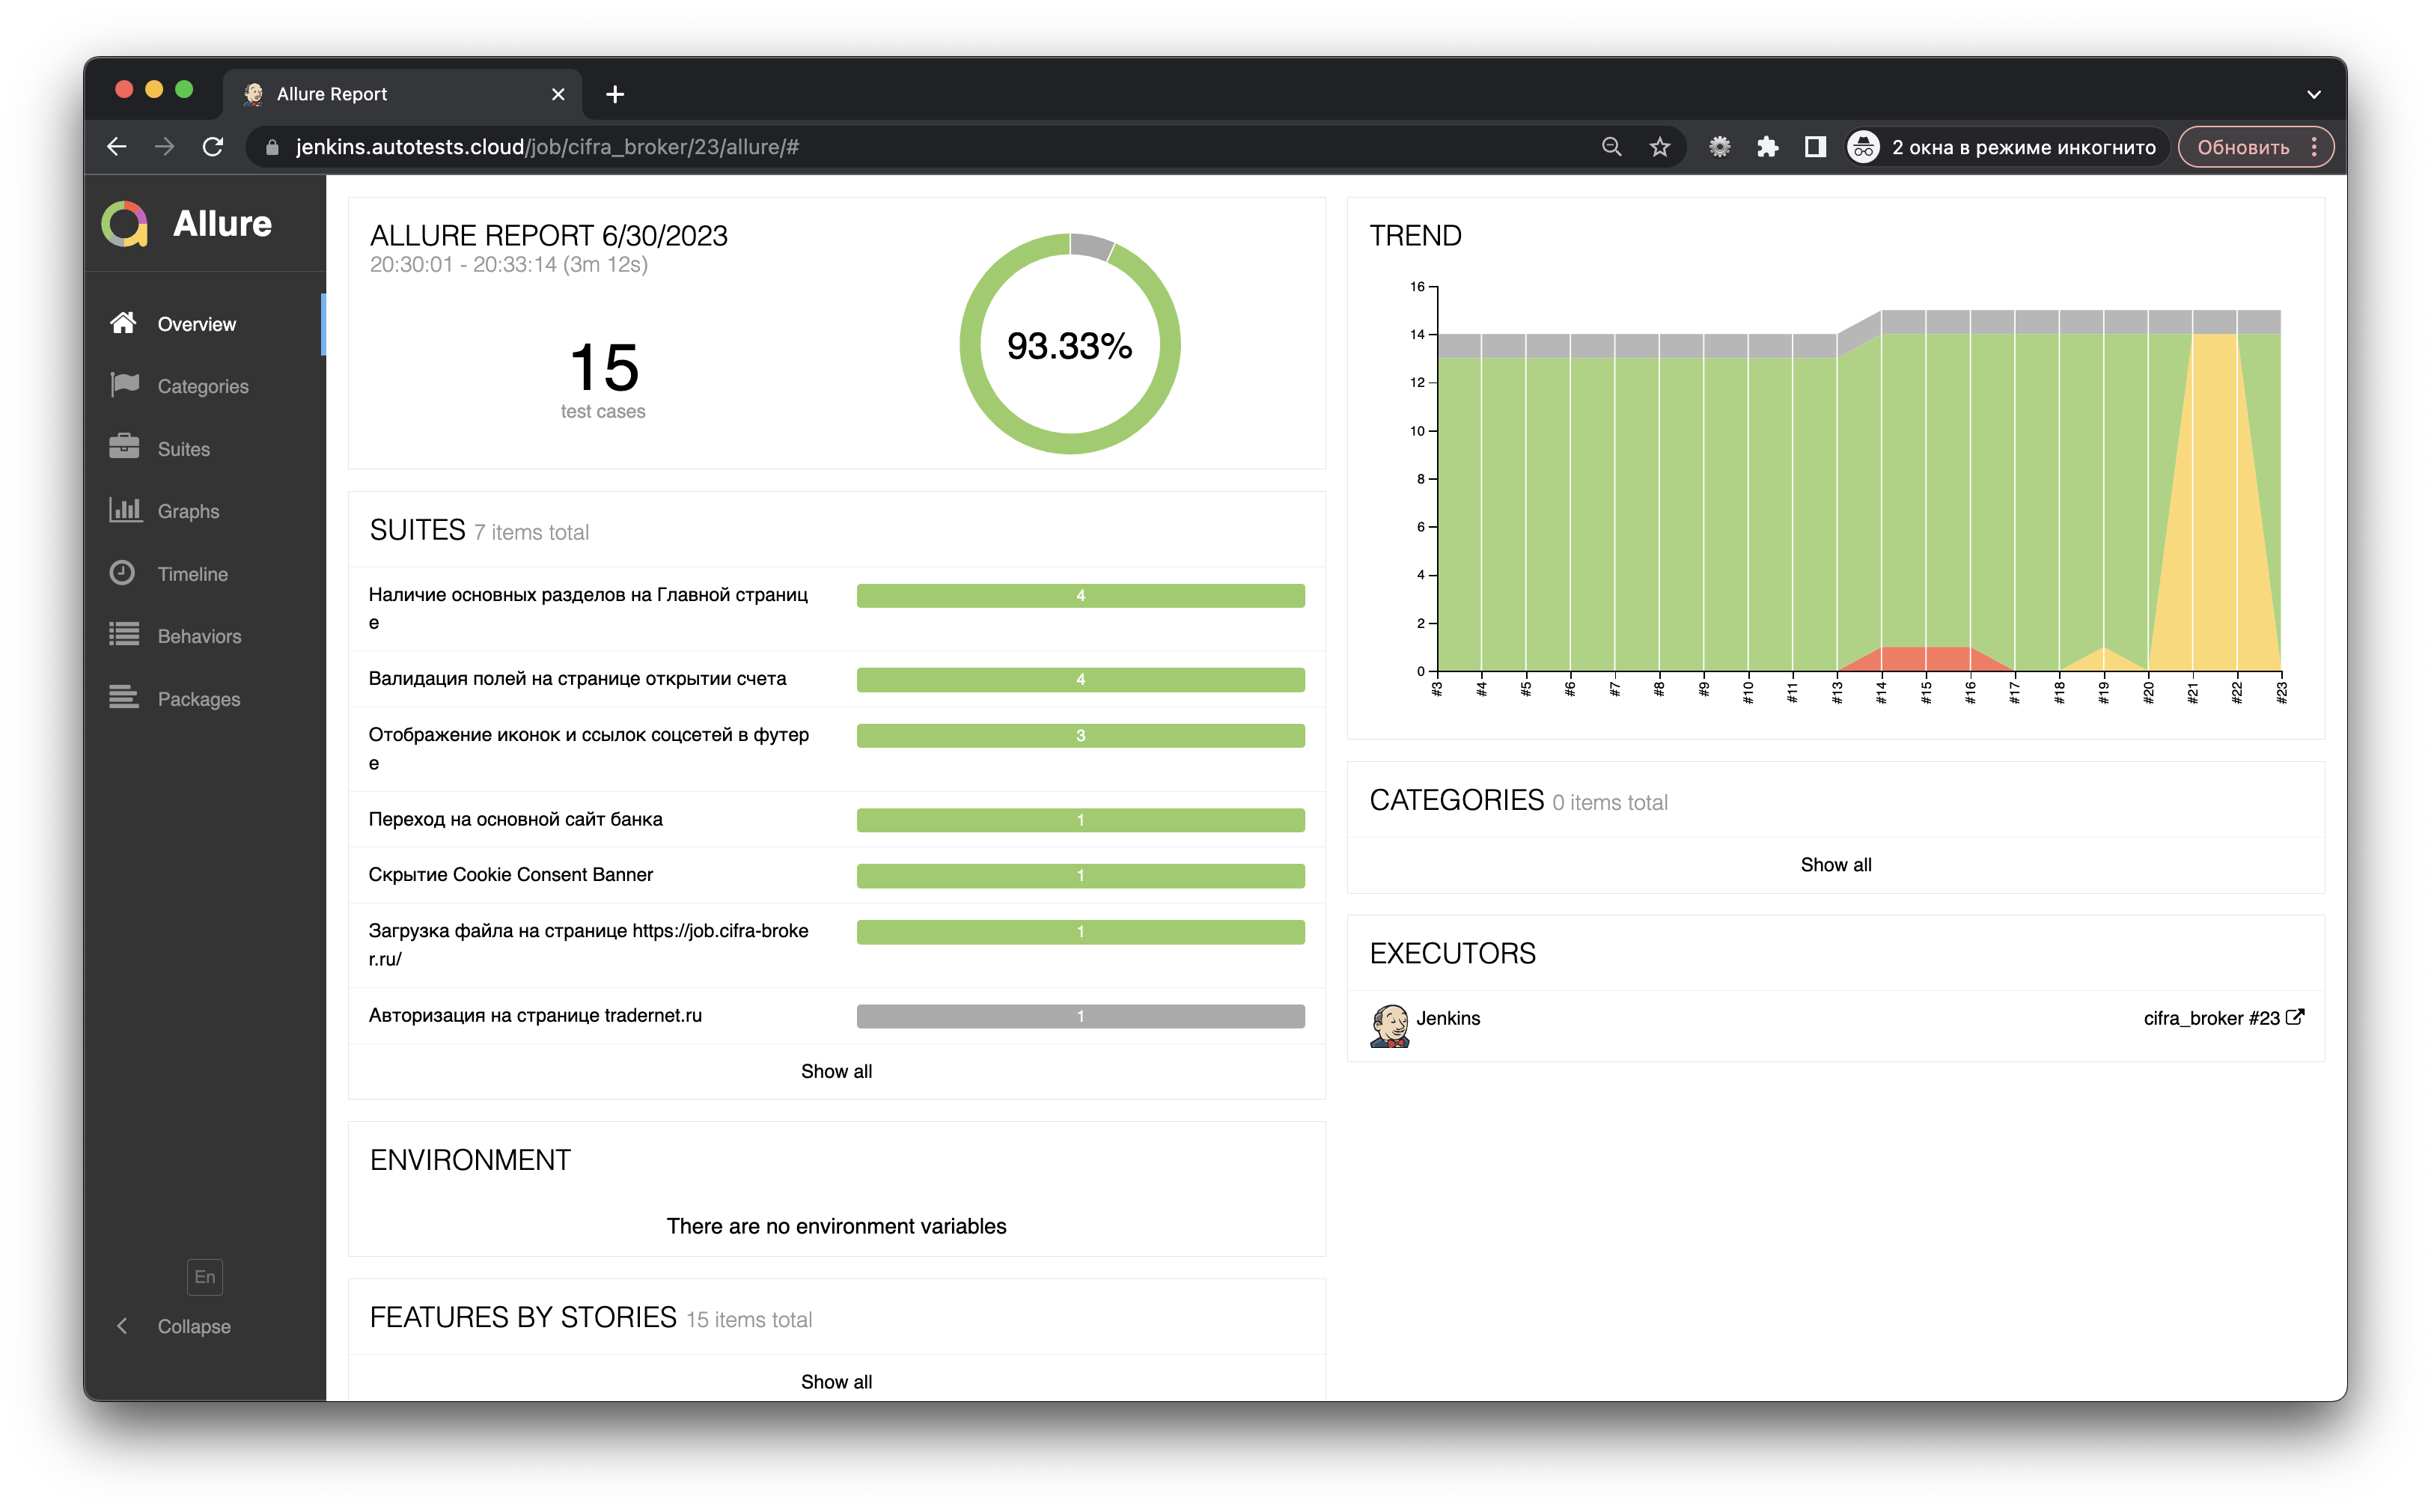 Allure Report
jenkins.autotests.cloud/job/cifra_broker/23/allure/#
2 окна в режиме инкогнито
Обновить
Allure
Overview
Categories
Suites
Graphs
Timeline
Behaviors
Packages
En
Collapse
ALLURE REPORT 6/30/2023
20:30:01 - 20:33:14 (3m 12s)
15
test cases
93.33%
SUITES 7 items total
Наличие основных разделов на Главной страниц
е
4
Валидация полей на странице открытии счета
4
Отображение иконок и ссылок соцсетей в футер
е
3
Переход на основной сайт банка
1
Скрытие Cookie Consent Banner
1
Загрузка файла на странице https://job.cifra-broke
r.ru/
1
Авторизация на странице tradernet.ru
1
Show all
ENVIRONMENT
There are no environment variables
FEATURES BY STORIES 15 items total
Show all
TREND
16
14
12
10
8
6
4
2
0
#3
#4
#5
#6
#7
#8
#9
#10
#11
#13
#14
#15
#16
#17
#18
#19
#20
#21
#22
#23
CATEGORIES 0 items total
Show all
EXECUTORS
Jenkins
cifra_broker #23